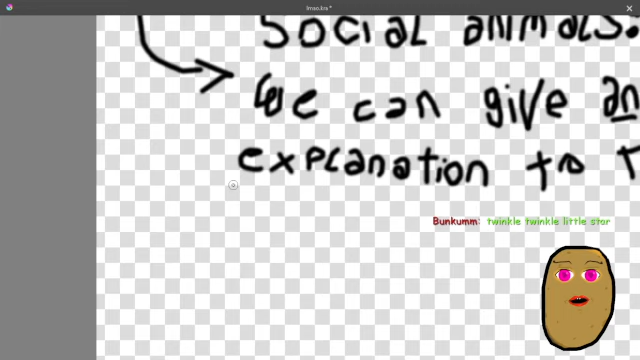 lmao.kra *
Social animals.
We can give an
explanation to
Bunkumm: twinkle twinkle little star